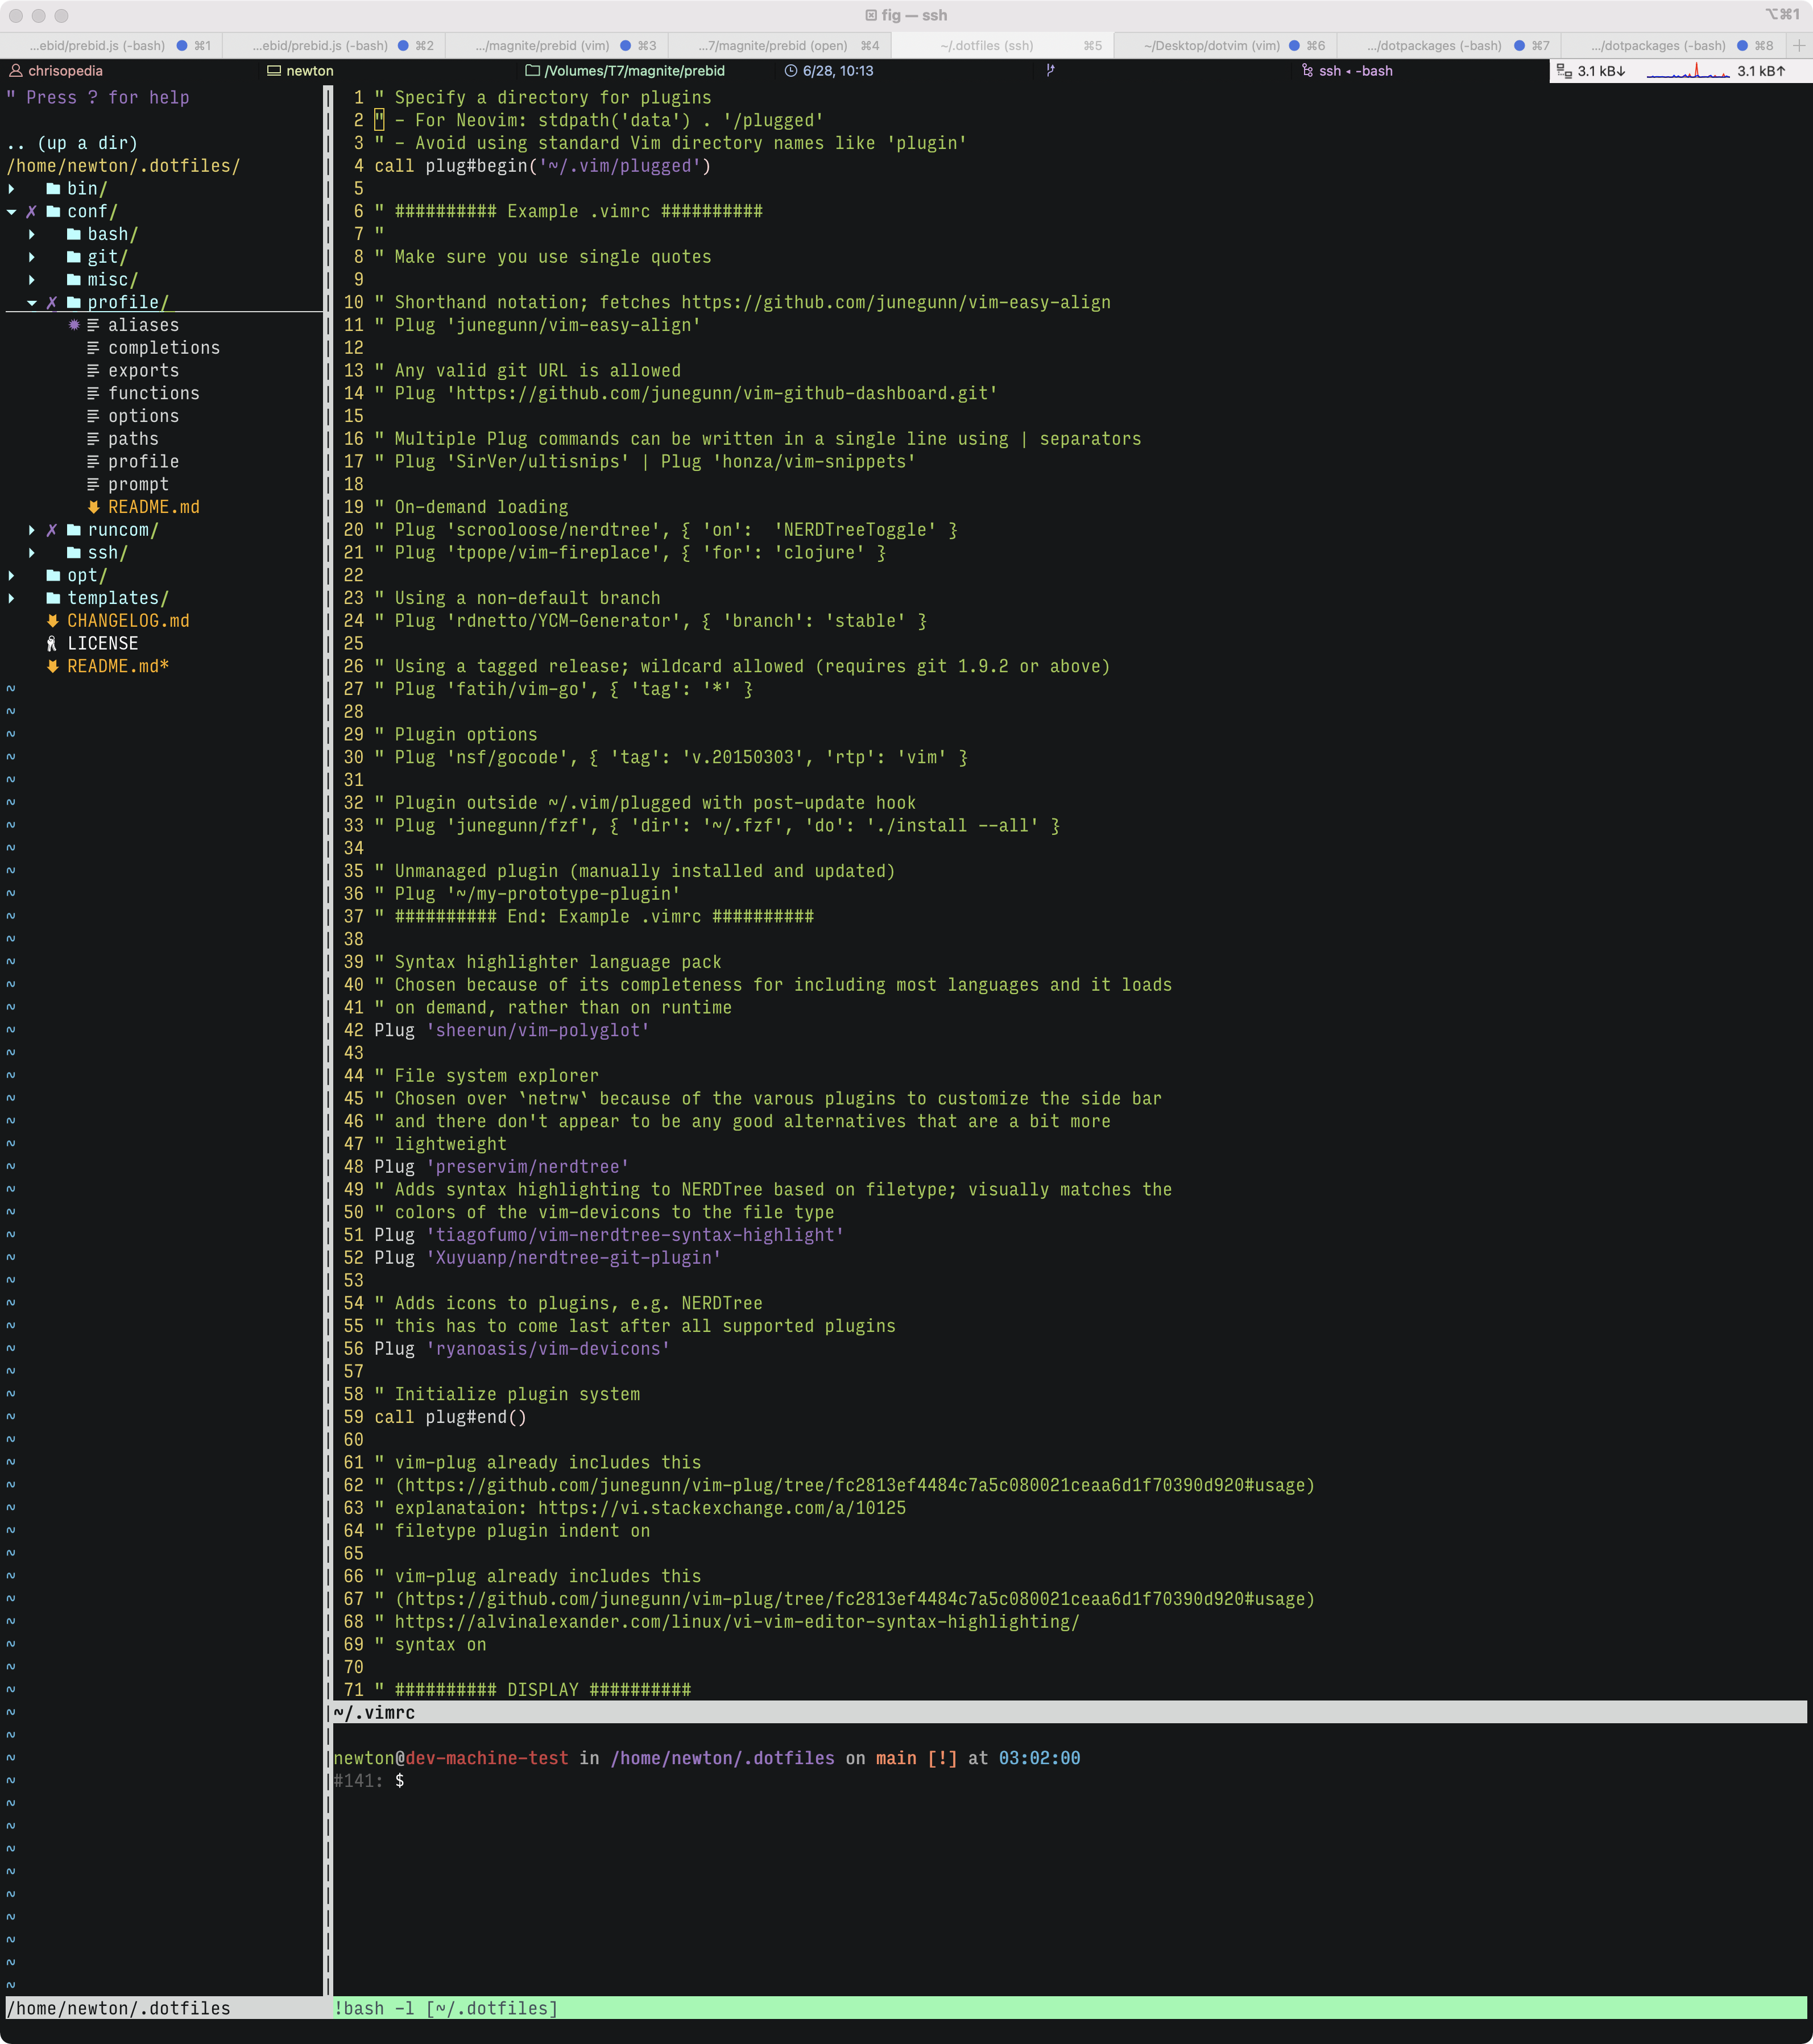 fig — ssh
⌥⌘1
...ebid/prebid.js (-bash) ⌘1
...ebid/prebid.js (-bash) ⌘2
.../magnite/prebid (vim) ⌘3
...7/magnite/prebid (open) ⌘4
~/.dotfiles (ssh) ⌘5
~/Desktop/dotvim (vim) ⌘6
.../dotpackages (-bash) ⌘7
.../dotpackages (-bash) ⌘8
chrisopedia
newton
/Volumes/T7/magnite/prebid
6/28, 10:13
ssh ◂ -bash
3.1 kB↓
3.1 kB↑
" Press ? for help
.. (up a dir)
/home/newton/.dotfiles/
▸ bin/
▾ ✗ conf/
▸ bash/
▸ git/
▸ misc/
▾ ✗ profile/
✹ aliases
completions
exports
functions
options
paths
profile
prompt
README.md
▸ ✗ runcom/
▸ ssh/
▸ opt/
▸ templates/
CHANGELOG.md
LICENSE
README.md*
/home/newton/.dotfiles
1 " Specify a directory for plugins
2 " - For Neovim: stdpath('data') . '/plugged'
3 " - Avoid using standard Vim directory names like 'plugin'
4 call plug#begin('~/.vim/plugged')
5
6 " ########## Example .vimrc ##########
7 "
8 " Make sure you use single quotes
9
10 " Shorthand notation; fetches https://github.com/junegunn/vim-easy-align
11 " Plug 'junegunn/vim-easy-align'
12
13 " Any valid git URL is allowed
14 " Plug 'https://github.com/junegunn/vim-github-dashboard.git'
15
16 " Multiple Plug commands can be written in a single line using | separators
17 " Plug 'SirVer/ultisnips' | Plug 'honza/vim-snippets'
18
19 " On-demand loading
20 " Plug 'scrooloose/nerdtree', { 'on':  'NERDTreeToggle' }
21 " Plug 'tpope/vim-fireplace', { 'for': 'clojure' }
22
23 " Using a non-default branch
24 " Plug 'rdnetto/YCM-Generator', { 'branch': 'stable' }
25
26 " Using a tagged release; wildcard allowed (requires git 1.9.2 or above)
27 " Plug 'fatih/vim-go', { 'tag': '*' }
28
29 " Plugin options
30 " Plug 'nsf/gocode', { 'tag': 'v.20150303', 'rtp': 'vim' }
31
32 " Plugin outside ~/.vim/plugged with post-update hook
33 " Plug 'junegunn/fzf', { 'dir': '~/.fzf', 'do': './install --all' }
34
35 " Unmanaged plugin (manually installed and updated)
36 " Plug '~/my-prototype-plugin'
37 " ########## End: Example .vimrc ##########
38
39 " Syntax highlighter language pack
40 " Chosen because of its completeness for including most languages and it loads
41 " on demand, rather than on runtime
42 Plug 'sheerun/vim-polyglot'
43
44 " File system explorer
45 " Chosen over `netrw` because of the varous plugins to customize the side bar
46 " and there don't appear to be any good alternatives that are a bit more
47 " lightweight
48 Plug 'preservim/nerdtree'
49 " Adds syntax highlighting to NERDTree based on filetype; visually matches the
50 " colors of the vim-devicons to the file type
51 Plug 'tiagofumo/vim-nerdtree-syntax-highlight'
52 Plug 'Xuyuanp/nerdtree-git-plugin'
53
54 " Adds icons to plugins, e.g. NERDTree
55 " this has to come last after all supported plugins
56 Plug 'ryanoasis/vim-devicons'
57
58 " Initialize plugin system
59 call plug#end()
60
61 " vim-plug already includes this
62 " (https://github.com/junegunn/vim-plug/tree/fc2813ef4484c7a5c080021ceaa6d1f70390d920#usage)
63 " explanataion: https://vi.stackexchange.com/a/10125
64 " filetype plugin indent on
65
66 " vim-plug already includes this
67 " (https://github.com/junegunn/vim-plug/tree/fc2813ef4484c7a5c080021ceaa6d1f70390d920#usage)
68 " https://alvinalexander.com/linux/vi-vim-editor-syntax-highlighting/
69 " syntax on
70
71 " ########## DISPLAY ##########
~/.vimrc
newton@dev-machine-test in /home/newton/.dotfiles on main [!] at 03:02:00
#141: $
!bash -l [~/.dotfiles]